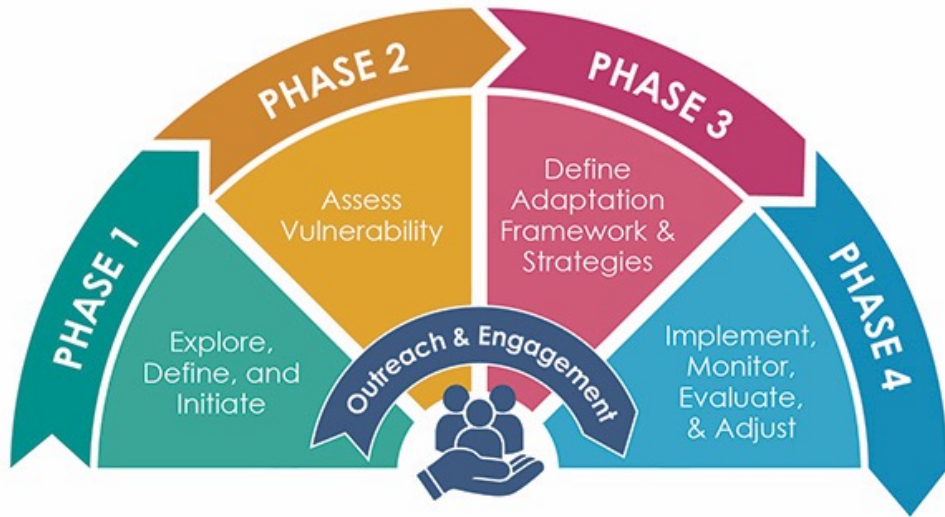 PHASE 1
Explore,
Define, and
Initiate
PHASE 2
Assess
Vulnerability
PHASE 3
Define
Adaptation
Framework &
Strategies
PHASE 4
Implement,
Monitor,
Evaluate,
& Adjust
Outreach & Engagement